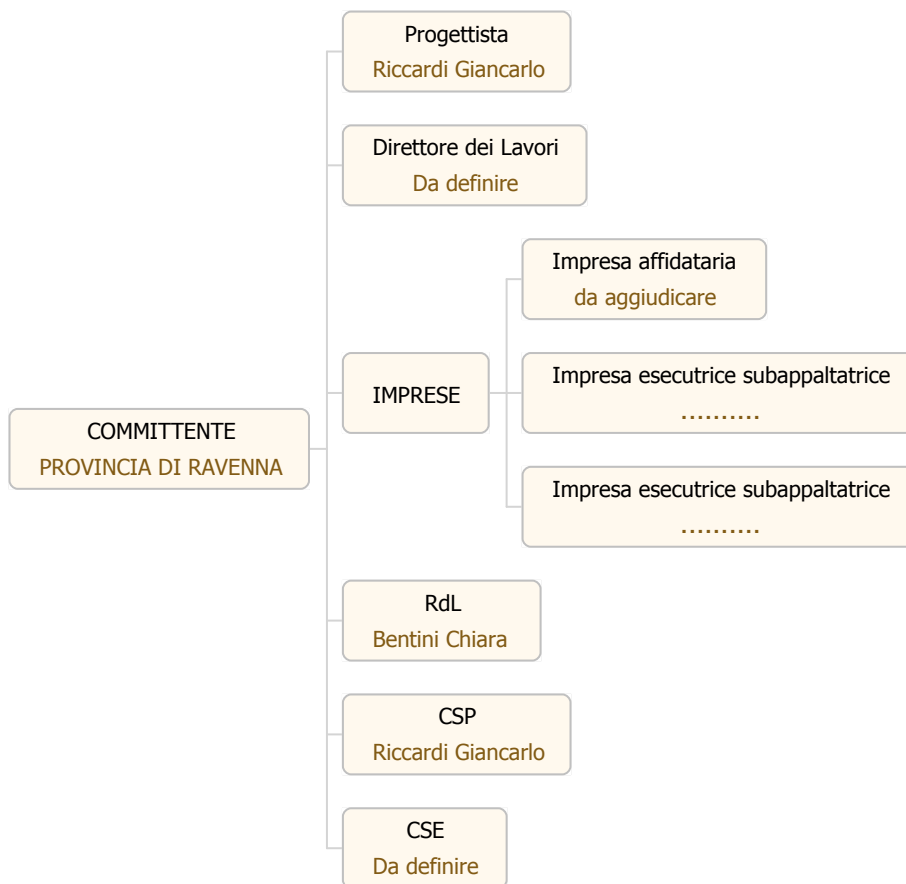 Progettista
Riccardi Giancarlo
Direttore dei Lavori
Da definire
Impresa affidataria
da aggiudicare
IMPRESE
Impresa esecutrice subappaltatrice
..........
COMMITTENTE
PROVINCIA DI RAVENNA
Impresa esecutrice subappaltatrice
..........
RdL
Bentini Chiara
CSP
Riccardi Giancarlo
CSE
Da definire